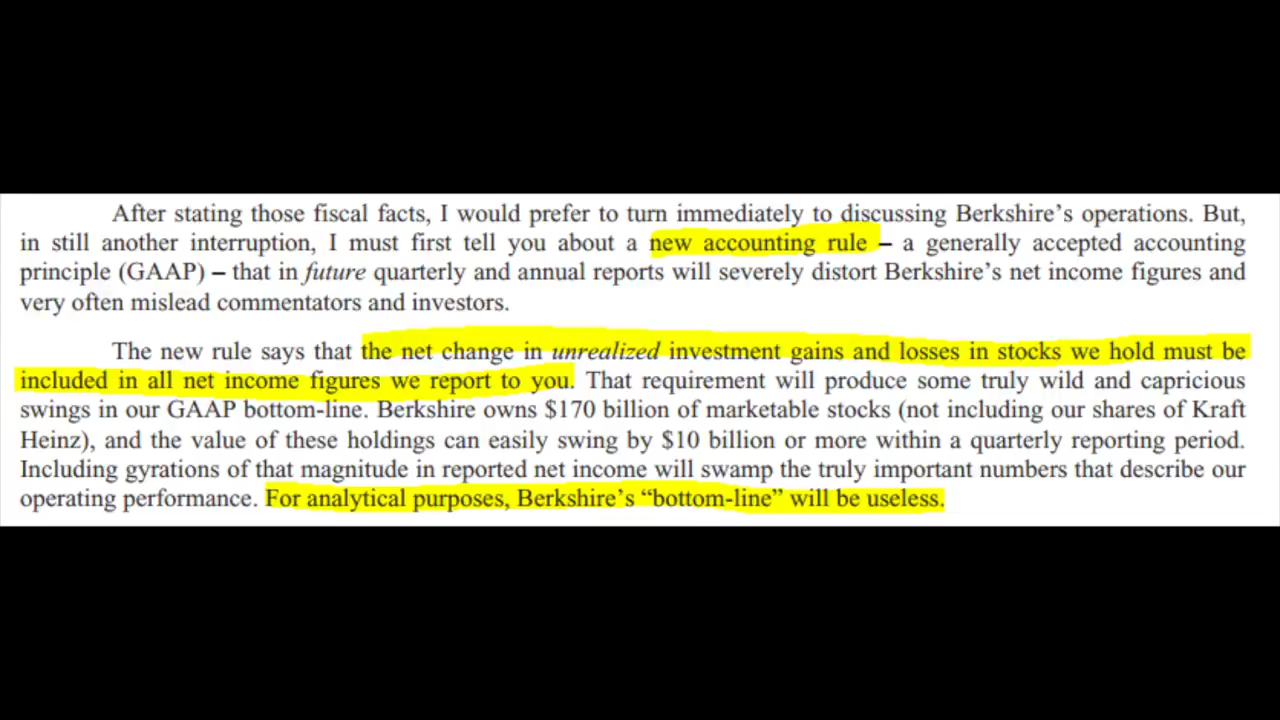 After stating those fiscal facts, I would prefer to turn immediately to discussing Berkshire’s operations. But,
in still another interruption, I must first tell you about a new accounting rule – a generally accepted accounting
principle (GAAP) – that in future quarterly and annual reports will severely distort Berkshire’s net income figures and
very often mislead commentators and investors.
The new rule says that the net change in unrealized investment gains and losses in stocks we hold must be
included in all net income figures we report to you. That requirement will produce some truly wild and capricious
swings in our GAAP bottom-line. Berkshire owns $170 billion of marketable stocks (not including our shares of Kraft
Heinz), and the value of these holdings can easily swing by $10 billion or more within a quarterly reporting period.
Including gyrations of that magnitude in reported net income will swamp the truly important numbers that describe our
operating performance. For analytical purposes, Berkshire’s “bottom-line” will be useless.